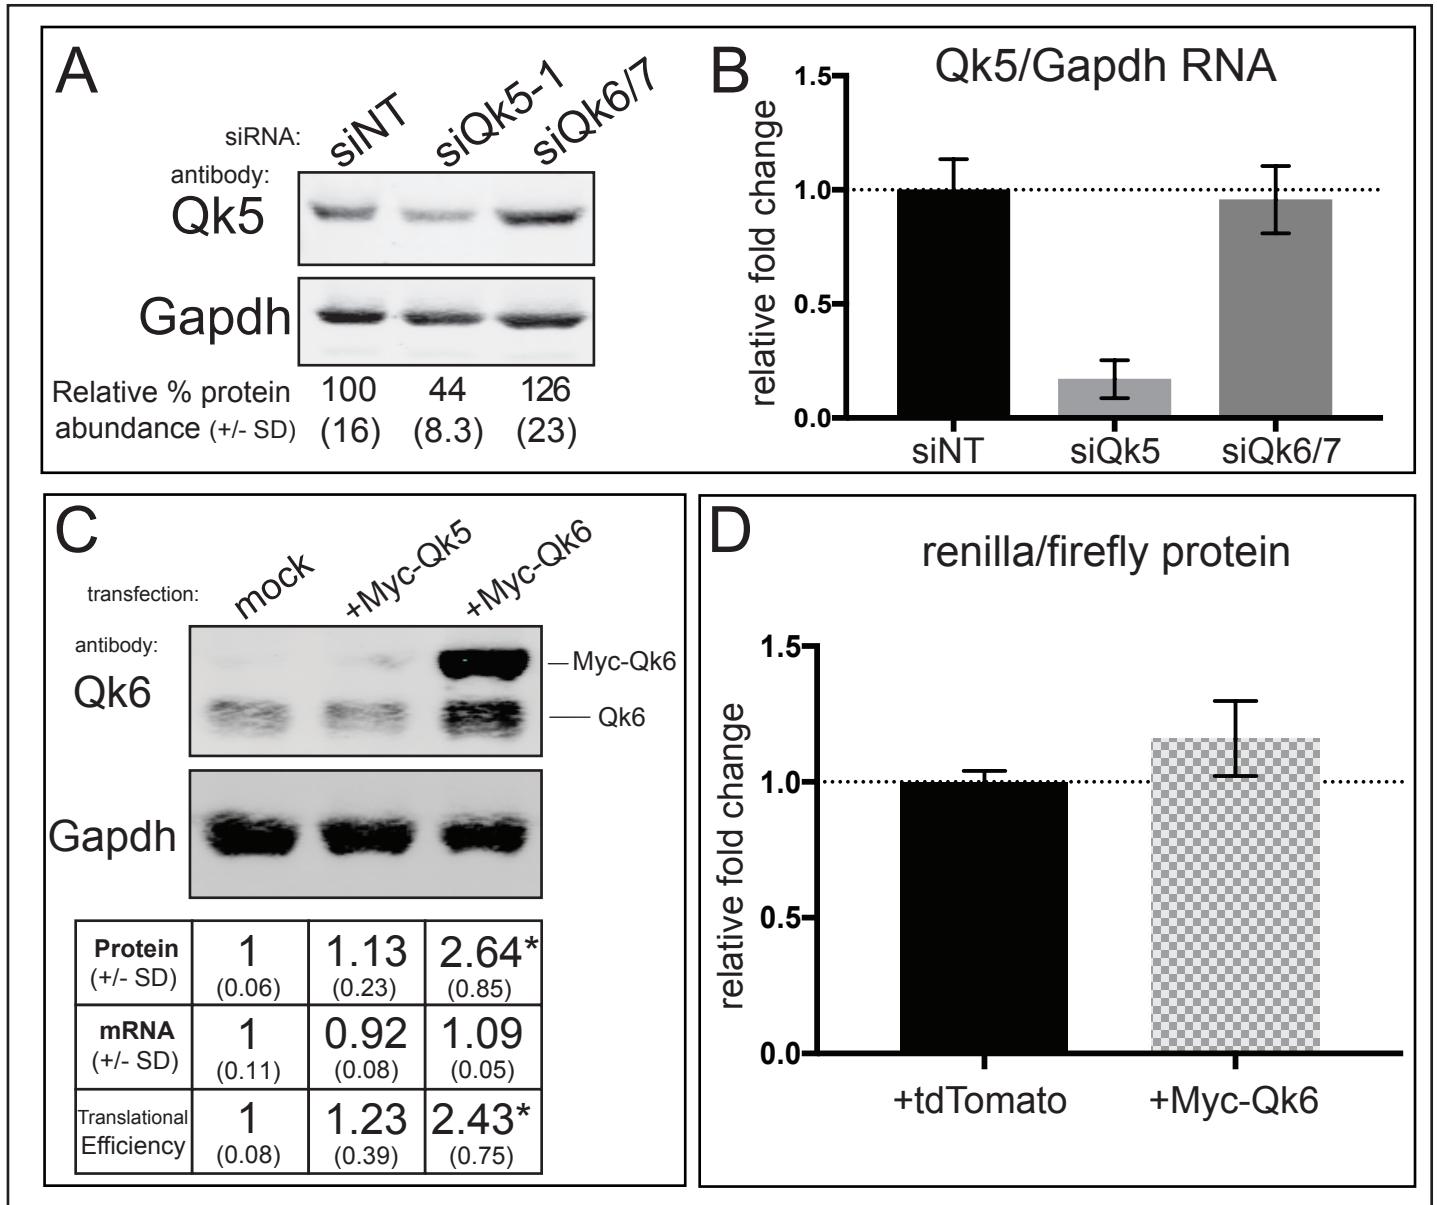 A
siRNA:
siNT
siQk5-1
siQk6/7
antibody:
Qk5
Gapdh
Relative % protein 100 44 126
abundance (+/- SD) (16) (8.3) (23)
B
Qk5/Gapdh RNA
relative fold change
1.5
1.0
0.5
0.0
siNT siQk5 siQk6/7
C
transfection:
mock
+Myc-Qk5
+Myc-Qk6
antibody:
Qk6
Myc-Qk6
Qk6
Gapdh
Protein 1 1.13 2.64*
(+/- SD) (0.06) (0.23) (0.85)
mRNA 1 0.92 1.09
(+/- SD) (0.11) (0.08) (0.05)
Translational 1 1.23 2.43*
Efficiency (0.08) (0.39) (0.75)
D
renilla/firefly protein
relative fold change
1.5
1.0
0.5
0.0
+tdTomato +Myc-Qk6